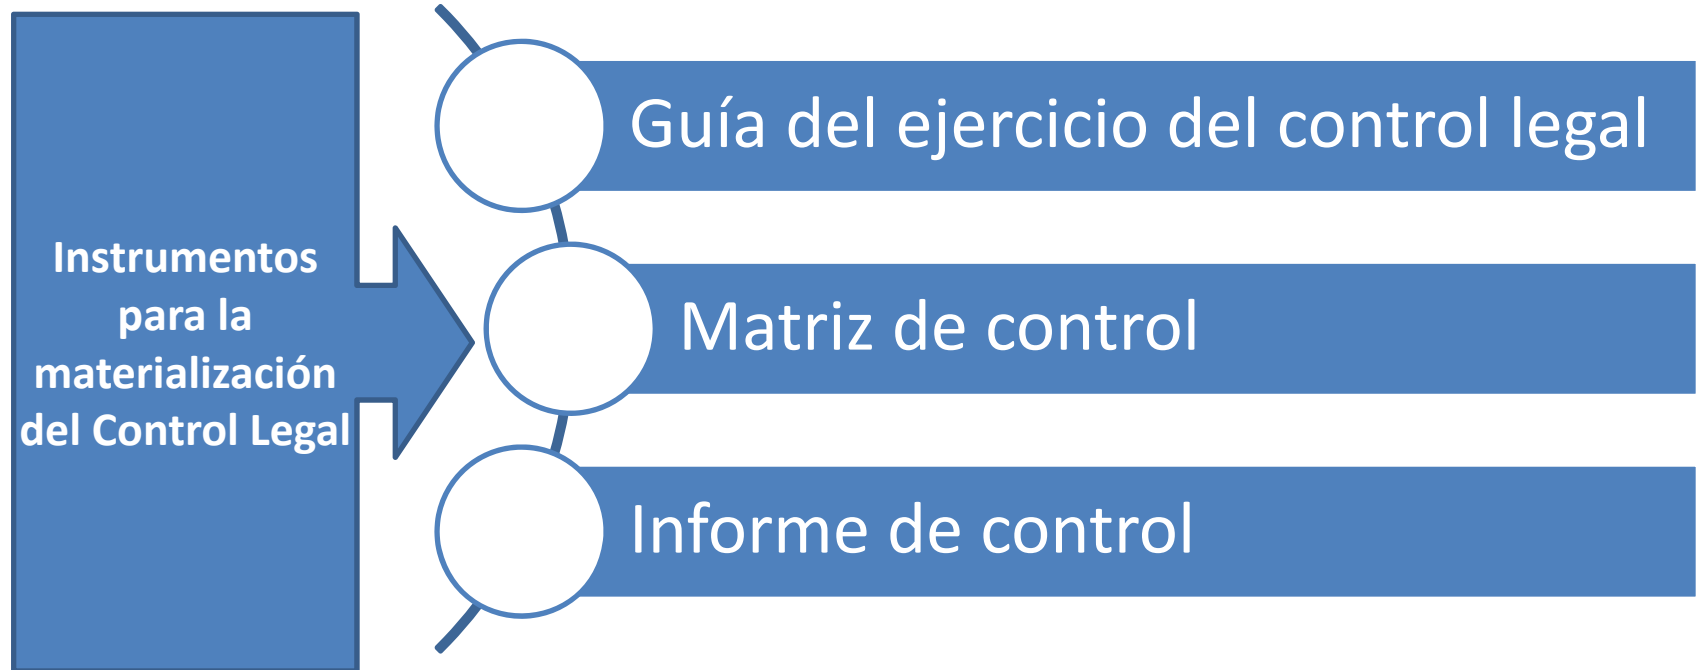 Instrumentos
para la
materialización
del Control Legal
Guía del ejercicio del control legal
Matriz de control
Informe de control